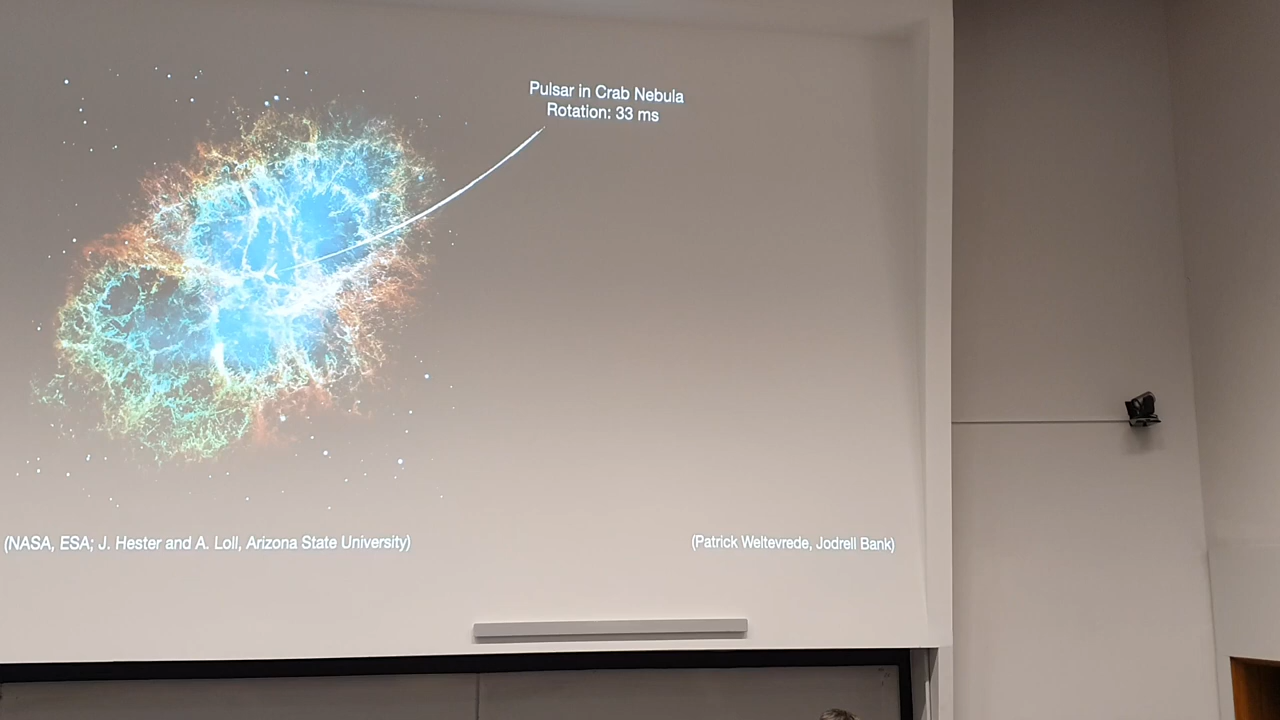 Pulsar in Crab Nebula
Rotation: 33 ms
(NASA, ESA; J. Hester and A. Loll, Arizona State University)
(Patrick Weltevrede, Jodrell Bank)